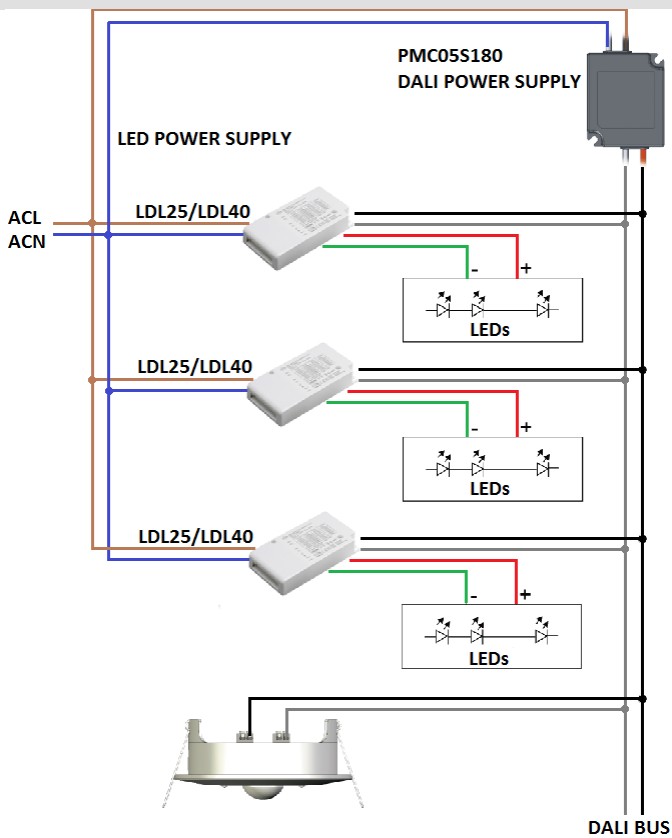 PMC05S180
DALI POWER SUPPLY
LED POWER SUPPLY
LDL25/LDL40
ACL
ACN
- +
LEDs
LDL25/LDL40
- +
LEDs
LDL25/LDL40
- +
LEDs
DALI BUS